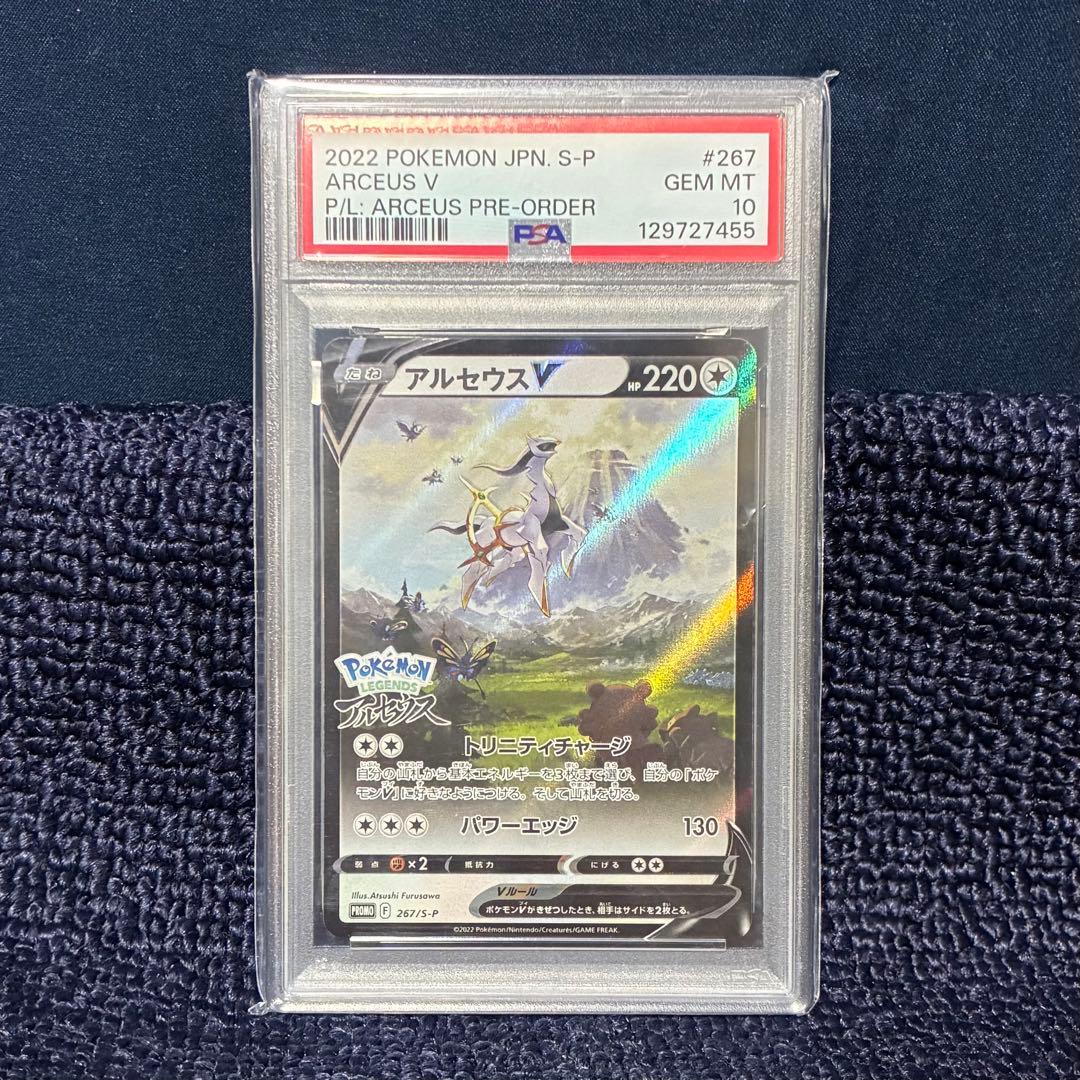 2022 POKEMON JPN. S-P #267
ARCEUS V GEM MT
P/L: ARCEUS PRE-ORDER 10
PSA 129727455
たね アルセウスV HP 220
POKÉMON
LEGENDS
アルセウス
トリニティチャージ
自分の山札から基本エネルギーを3枚まで選び、自分の「ポケ
モンV」に好きなようにつける。そして山札を切る。
パワーエッジ 130
弱点 ×2 抵抗力 にげる
Illus.Atsushi Furusawa
Vルール
PROMO F 267/S-P
ポケモンVがきぜつしたとき、相手はサイドを2枚とる。
©2022 Pokémon/Nintendo/Creatures/GAME FREAK.